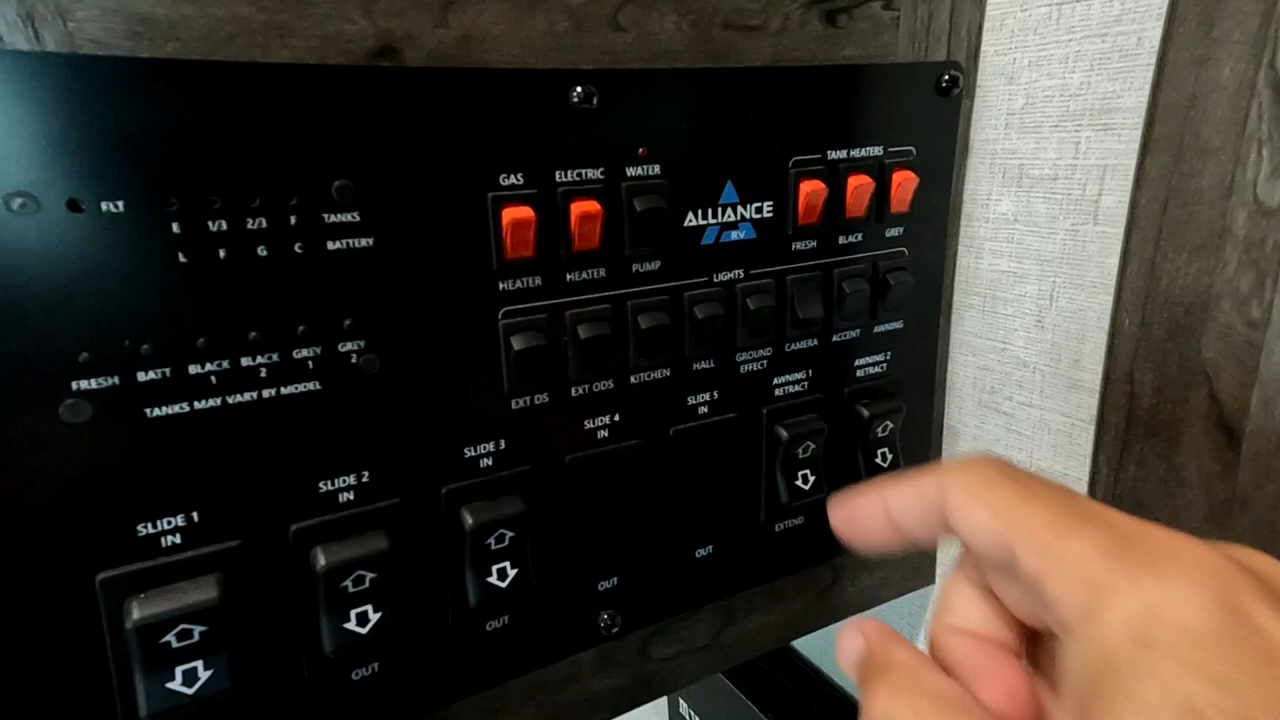 FLT
E 1/3 2/3 F TANKS
L F G C BATTERY
FRESH BATT BLACK 1 BLACK 2 GREY 1 GREY 2
TANKS MAY VARY BY MODEL
GAS HEATER
ELECTRIC HEATER
WATER PUMP
ALLIANCE
RV
TANK HEATERS
FRESH BLACK GREY
LIGHTS
EXT DS EXT ODS KITCHEN HALL GROUND EFFECT CAMERA ACCENT AWNING
SLIDE 1
IN
SLIDE 2
IN
OUT
SLIDE 3
IN
OUT
SLIDE 4
IN
OUT
SLIDE 5
IN
OUT
AWNING 1
RETRACT
EXTEND
AWNING 2
RETRACT